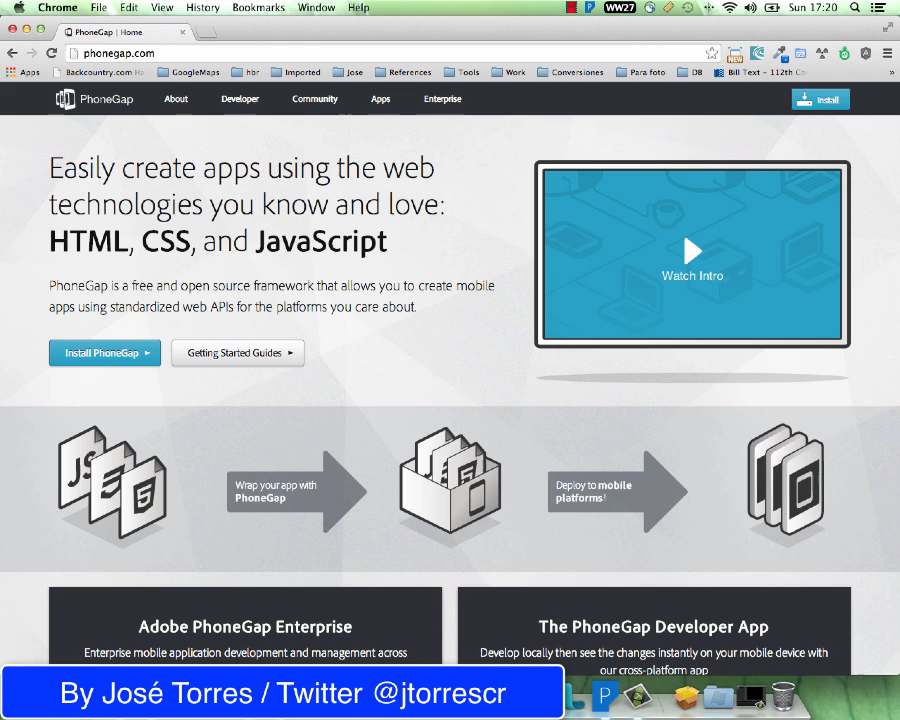 Chrome File Edit View History Bookmarks Window Help WW27 Sun 17:20
PhoneGap | Home
phonegap.com
NEW
Apps Backcountry.com Ha GoogleMaps hbr Imported Jose References Tools Work Conversiones Para foto DB Bill Text - 112th Co
PhoneGap About Developer Community Apps Enterprise Install
Easily create apps using the web
technologies you know and love:
HTML, CSS, and JavaScript
PhoneGap is a free and open source framework that allows you to create mobile
apps using standardized web APIs for the platforms you care about.
Watch Intro
Install PhoneGap Getting Started Guides
JS
Wrap your app with
PhoneGap
Deploy to mobile
platforms!
Adobe PhoneGap Enterprise
Enterprise mobile application development and management across
The PhoneGap Developer App
Develop locally then see the changes instantly on your mobile device with
our cross-platform app
By José Torres / Twitter @jtorrescr